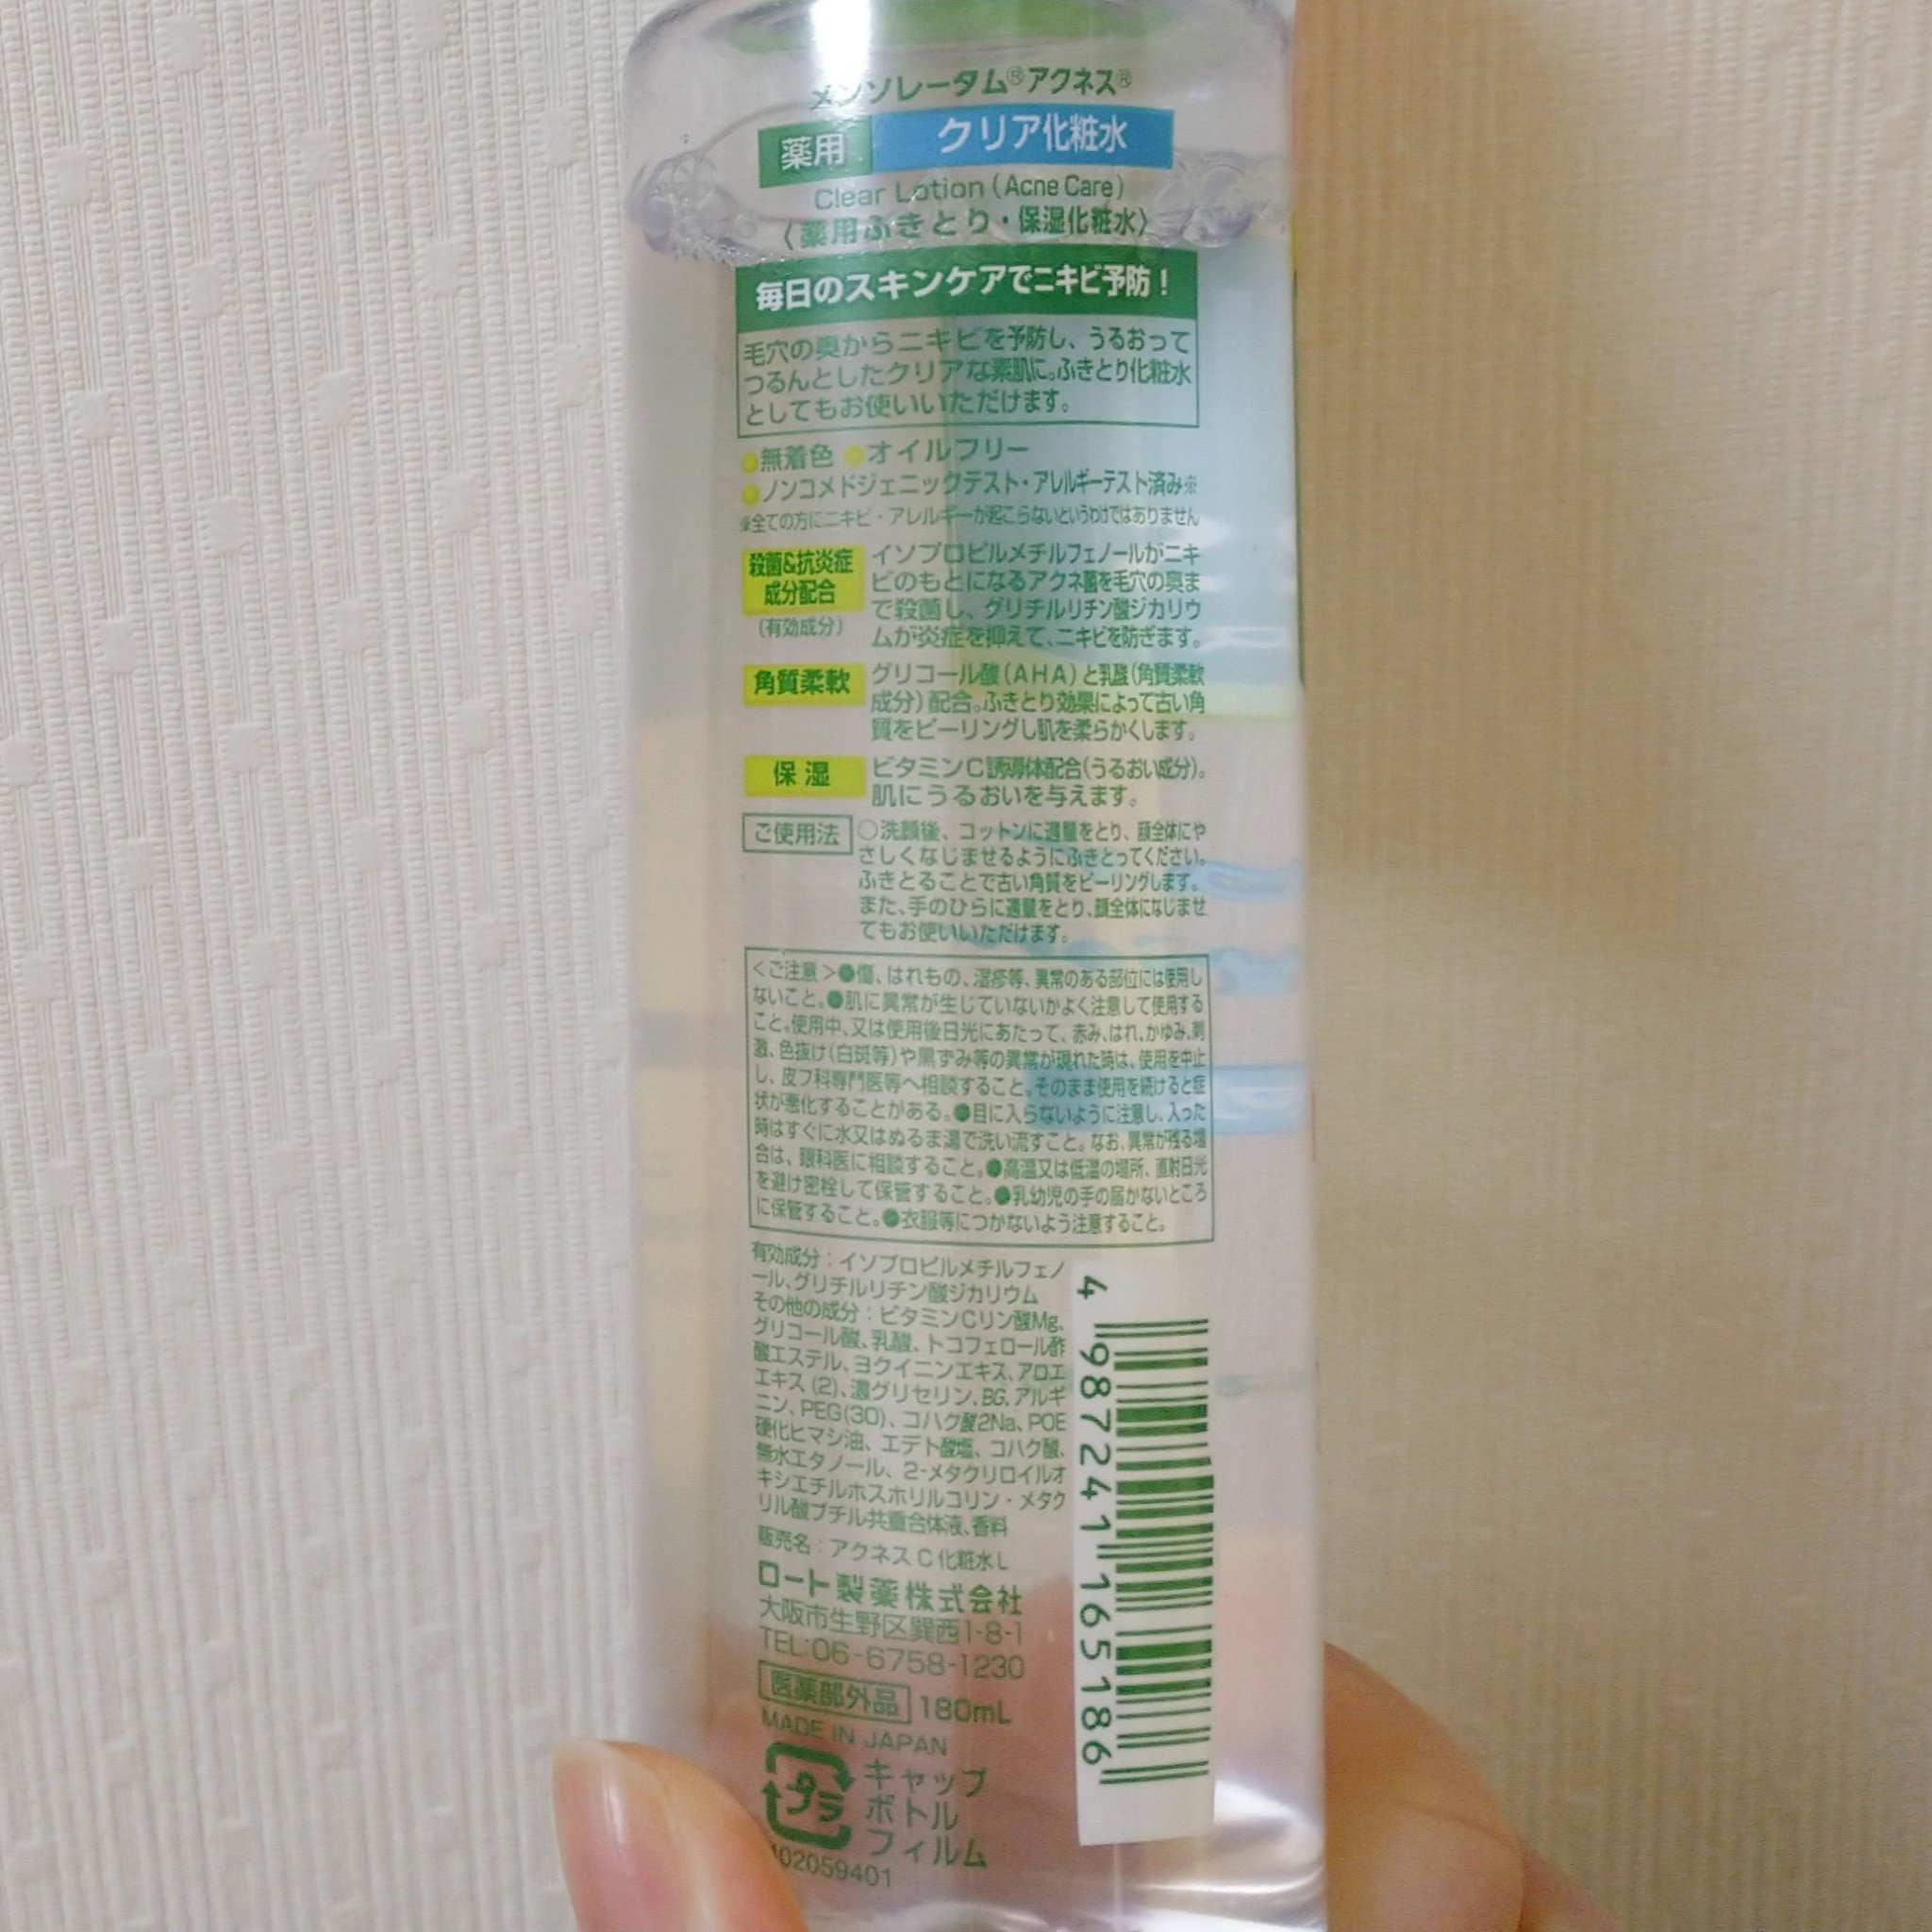 メンソレータム®アクネス®
薬用 クリア化粧水
Clear Lotion (Acne Care)
〈薬用ふきとり・保湿化粧水〉
毎日のスキンケアでニキビ予防！
毛穴の奥からニキビを予防し、うるおって
つるんとしたクリアな素肌に。ふきとり化粧水
としてもお使いいただけます。
●無着色 ●オイルフリー
●ノンコメドジェニックテスト・アレルギーテスト済み※
※全ての方にニキビ・アレルギーが起こらないというわけではありません
殺菌&抗炎症
成分配合
(有効成分)
イソプロピルメチルフェノールがニキ
ビのもとになるアクネ菌を毛穴の奥ま
で殺菌し、グリチルリチン酸ジカリウ
ムが炎症を抑えて、ニキビを防ぎます。
角質柔軟
グリコール酸(AHA)と乳酸(角質柔軟
成分)配合。ふきとり効果によって古い角
質をピーリングし肌を柔らかくします。
保湿
ビタミンC誘導体配合(うるおい成分)。
肌にうるおいを与えます。
ご使用法
○洗顔後、コットンに適量をとり、顔全体にや
さしくなじませるようにふきとってください。
ふきとることで古い角質をピーリングします。
また、手のひらに適量をとり、顔全体になじませ
てもお使いいただけます。
<ご注意>●傷、はれもの、湿疹等、異常のある部位には使用し
ないこと。●肌に異常が生じていないかよく注意して使用する
こと。使用中、又は使用後日光にあたって、赤み、はれ、かゆみ、刺
激、色抜け(白斑等)や黒ずみ等の異常が現れた時は、使用を中止
し、皮フ科専門医等へ相談すること。そのまま使用を続けると症
状が悪化することがある。●目に入らないように注意し、入った
時はすぐに水又はぬるま湯で洗い流すこと。なお、異常が残る場
合は、眼科医に相談すること。●高温又は低温の場所、直射日光
を避け密栓して保管すること。●乳幼児の手の届かないところ
に保管すること。●衣服等につかないよう注意すること。
有効成分：イソプロピルメチルフェノ
ール、グリチルリチン酸ジカリウム
その他の成分：ビタミンCリン酸Mg、
グリコール酸、乳酸、トコフェロール酢
酸エステル、ヨクイニンエキス、アロエ
エキス(2)、濃グリセリン、BG、アルギ
ニン、PEG(30)、コハク酸2Na、POE
硬化ヒマシ油、エデト酸塩、コハク酸、
無水エタノール、2-メタクリロイルオ
キシエチルホスホリルコリン・メタク
リル酸ブチル共重合体液、香料
販売名：アクネスC化粧水L
ロート製薬株式会社
大阪市生野区巽西1-8-1
TEL:06-6758-1230
医薬部外品 180mL
MADE IN JAPAN
プラ
キャップ
ボトル
フィルム
402059401
4 987241 165186